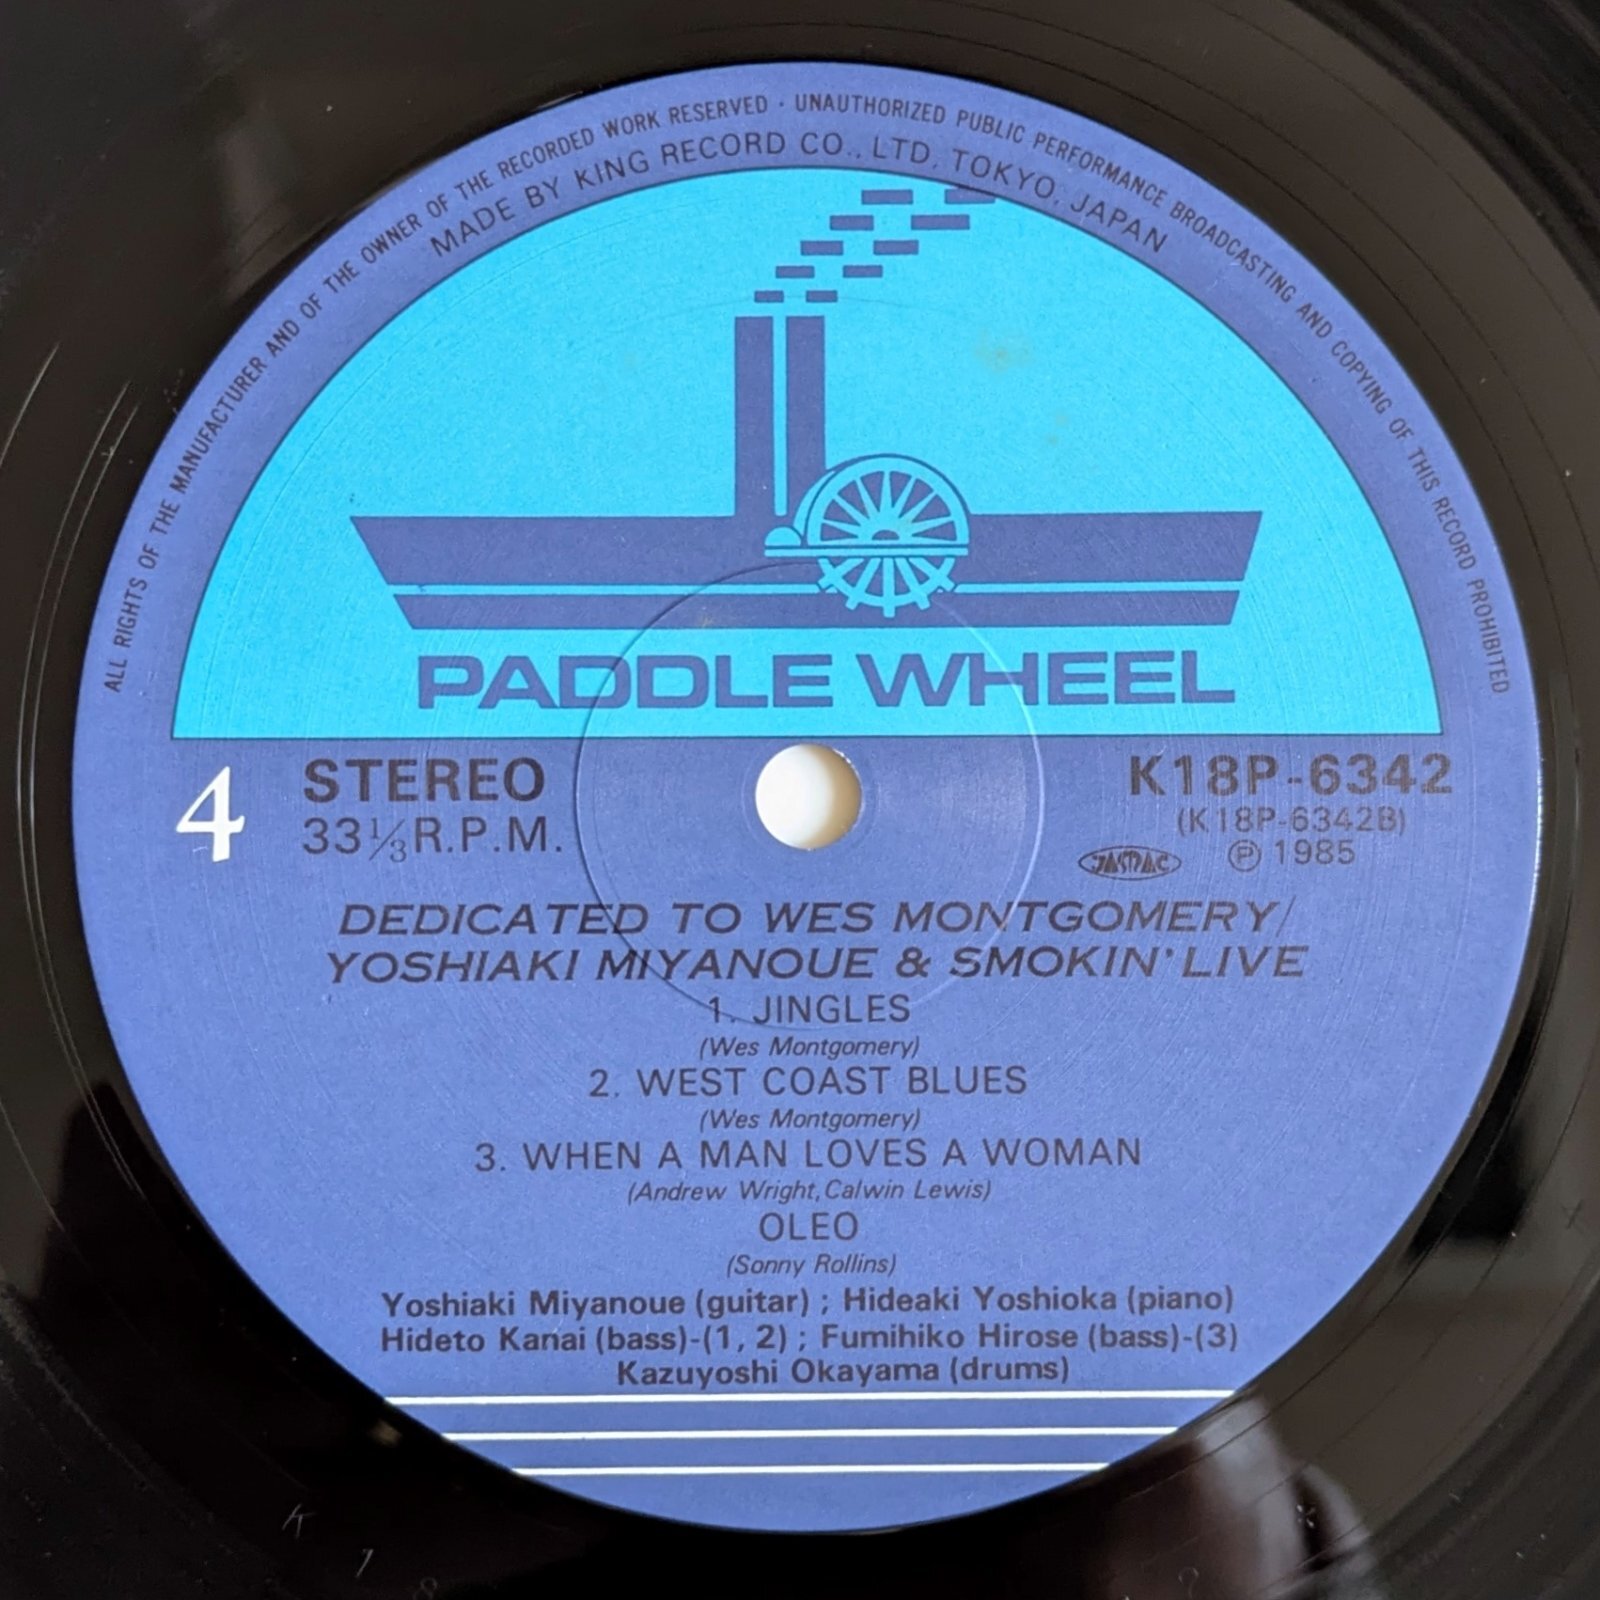 ALL RIGHTS OF THE MANUFACTURER AND OF THE OWNER OF THE RECORDED WORK RESERVED · UNAUTHORIZED PUBLIC PERFORMANCE BROADCASTING AND COPYING OF THIS RECORD PROHIBITED
MADE BY KING RECORD CO., LTD, TOKYO, JAPAN
PADDLE WHEEL
4 STEREO K18P-6342
33⅓ R.P.M. (K18P-6342B)
JASRAC Ⓟ 1985
DEDICATED TO WES MONTGOMERY/
YOSHIAKI MIYANOUE & SMOKIN' LIVE
1. JINGLES
(Wes Montgomery)
2. WEST COAST BLUES
(Wes Montgomery)
3. WHEN A MAN LOVES A WOMAN
(Andrew Wright, Calwin Lewis)
OLEO
(Sonny Rollins)
Yoshiaki Miyanoue (guitar) ; Hideaki Yoshioka (piano)
Hideto Kanai (bass)-(1, 2) ; Fumihiko Hirose (bass)-(3)
Kazuyoshi Okayama (drums)
K 1 8